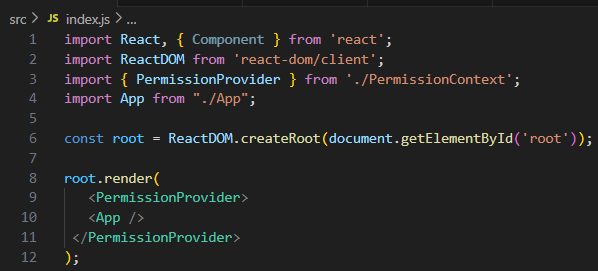 src > JS index.js > ...
1 import React, { Component } from 'react';
2 import ReactDOM from 'react-dom/client';
3 import { PermissionProvider } from './PermissionContext';
4 import App from "./App";
5
6 const root = ReactDOM.createRoot(document.getElementById('root'));
7
8 root.render(
9 <PermissionProvider>
10 <App />
11 </PermissionProvider>
12 );